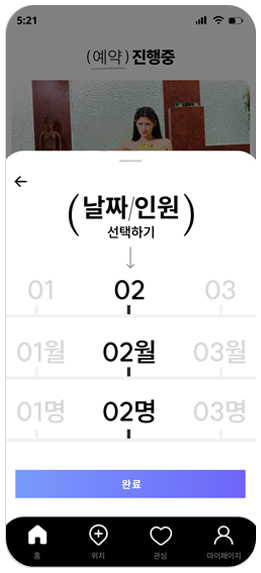 5:21
(예약) 진행중
(날짜/인원)
선택하기
01 02 03
01월 02월 03월
01명 02명 03명
완료
홈 위치 관심 마이페이지